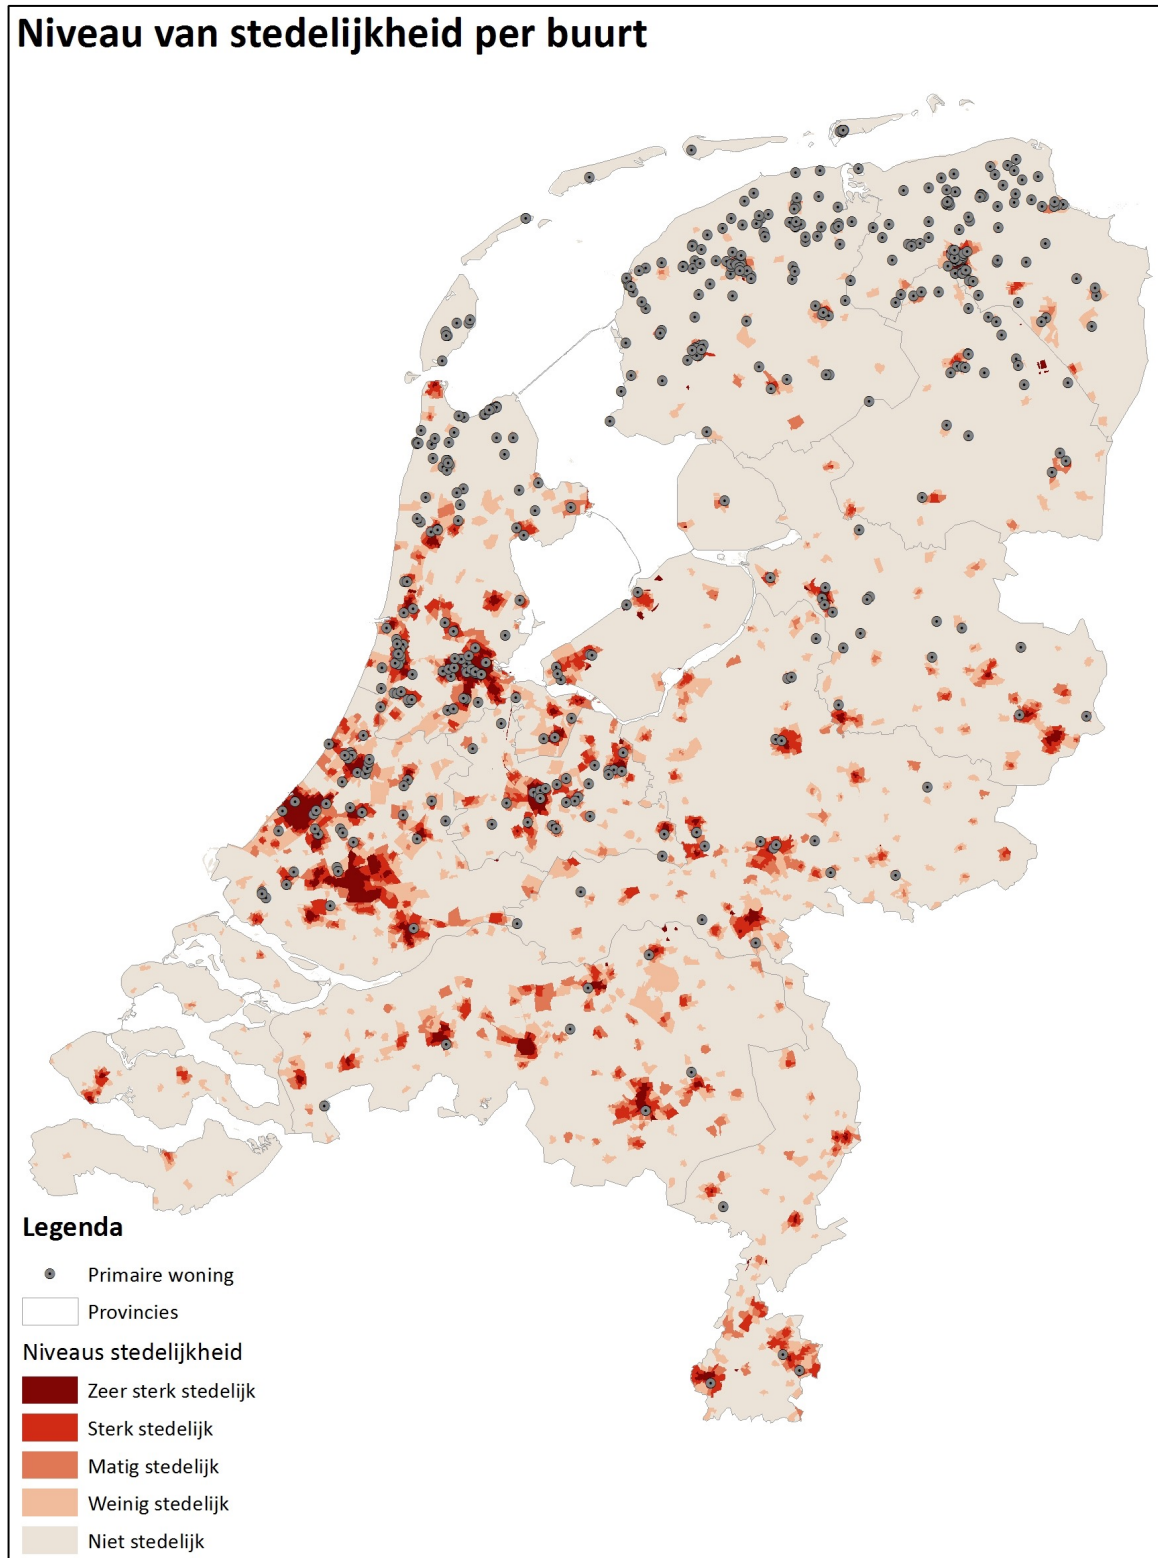 Niveau van stedelijkheid per buurt
Legenda
Primaire woning
Provincies
Niveaus stedelijkheid
Zeer sterk stedelijk
Sterk stedelijk
Matig stedelijk
Weinig stedelijk
Niet stedelijk